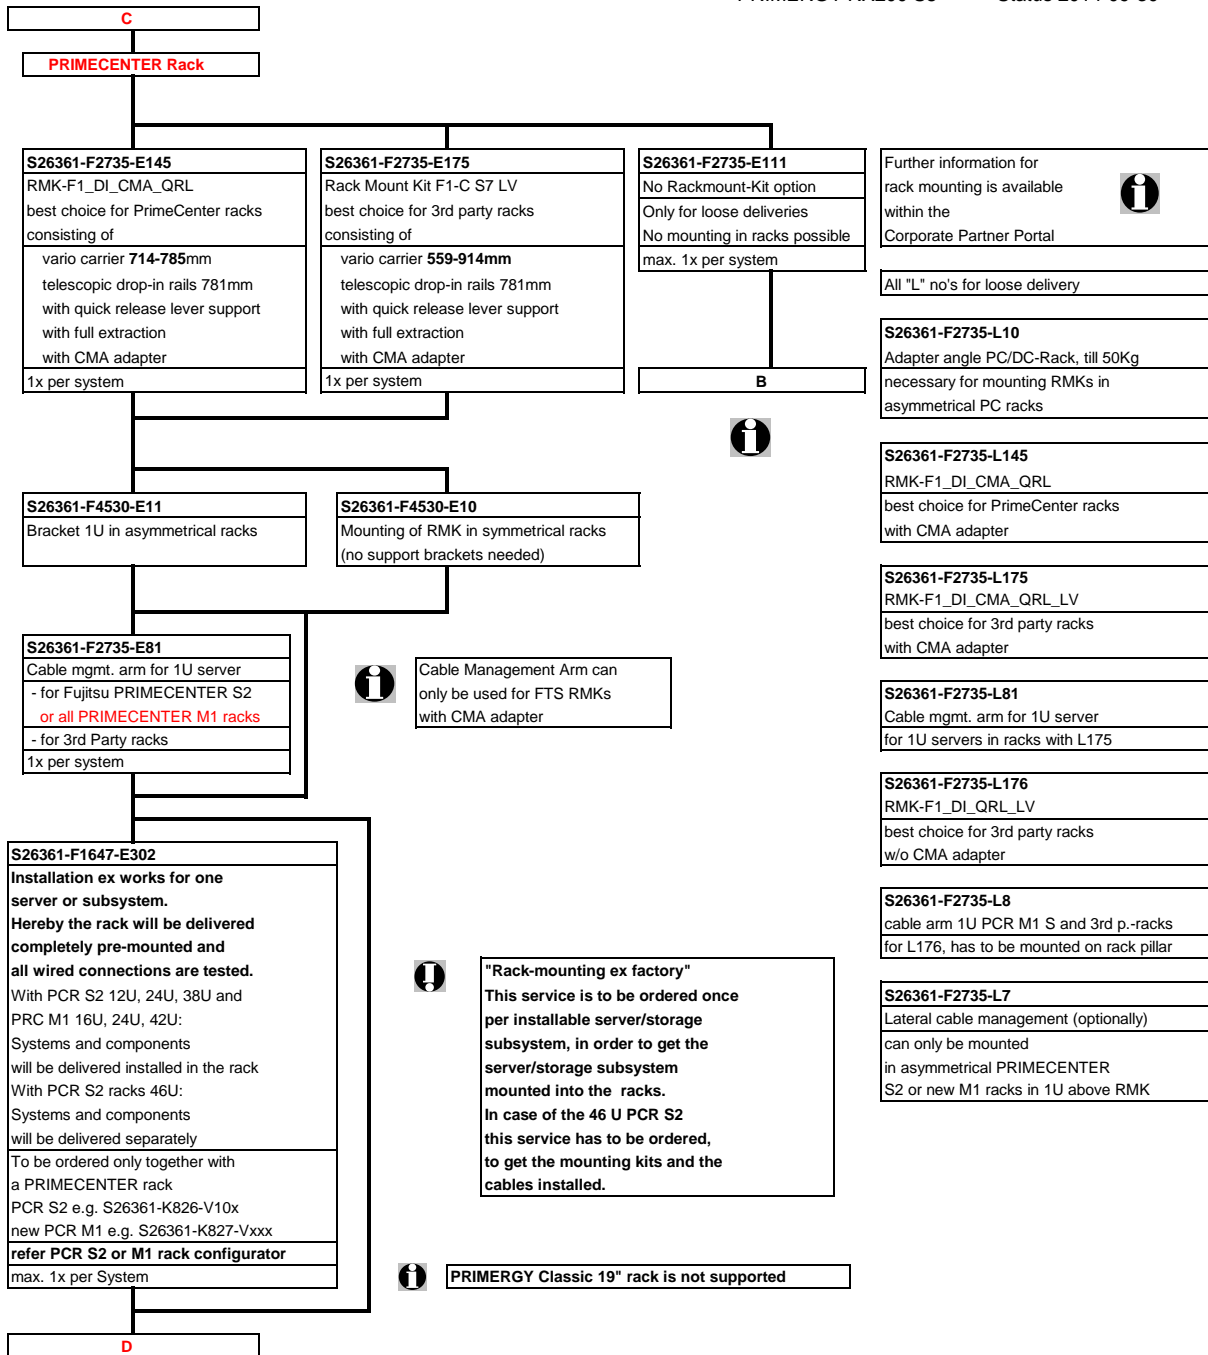 C
PRIMECENTER Rack
S26361-F2735-E145
RMK-F1_DI_CMA_QRL
best choice for PrimeCenter racks
consisting of
vario carrier 714-785mm
telescopic drop-in rails 781mm
with quick release lever support
with full extraction
with CMA adapter
1x per system
S26361-F2735-E175
Rack Mount Kit F1-C S7 LV
best choice for 3rd party racks
consisting of
vario carrier 559-914mm
telescopic drop-in rails 781mm
with quick release lever support
with full extraction
with CMA adapter
1x per system
S26361-F2735-E111
No Rackmount-Kit option
Only for loose deliveries
No mounting in racks possible
max. 1x per system
B
Further information for
rack mounting is available
within the
Corporate Partner Portal
All "L" no's for loose delivery
S26361-F2735-L10
Adapter angle PC/DC-Rack, till 50Kg
necessary for mounting RMKs in
asymmetrical PC racks
S26361-F2735-L145
RMK-F1_DI_CMA_QRL
best choice for PrimeCenter racks
with CMA adapter
S26361-F2735-L175
RMK-F1_DI_CMA_QRL_LV
best choice for 3rd party racks
with CMA adapter
S26361-F2735-L81
Cable mgmt. arm for 1U server
for 1U servers in racks with L175
S26361-F2735-L176
RMK-F1_DI_QRL_LV
best choice for 3rd party racks
w/o CMA adapter
S26361-F2735-L8
cable arm 1U PCR M1 S and 3rd p.-racks
for L176, has to be mounted on rack pillar
S26361-F2735-L7
Lateral cable management (optionally)
can only be mounted
in asymmetrical PRIMECENTER
S2 or new M1 racks in 1U above RMK
S26361-F4530-E11
Bracket 1U in asymmetrical racks
S26361-F4530-E10
Mounting of RMK in symmetrical racks
(no support brackets needed)
S26361-F2735-E81
Cable mgmt. arm for 1U server
- for Fujitsu PRIMECENTER S2
or all PRIMECENTER M1 racks
- for 3rd Party racks
1x per system
Cable Management Arm can
only be used for FTS RMKs
with CMA adapter
S26361-F1647-E302
Installation ex works for one
server or subsystem.
Hereby the rack will be delivered
completely pre-mounted and
all wired connections are tested.
With PCR S2 12U, 24U, 38U and
PRC M1 16U, 24U, 42U:
Systems and components
will be delivered installed in the rack
With PCR S2 racks 46U:
Systems and components
will be delivered separately
To be ordered only together with
a PRIMECENTER rack
PCR S2 e.g. S26361-K826-V10x
new PCR M1 e.g. S26361-K827-Vxxx
refer PCR S2 or M1 rack configurator
max. 1x per System
"Rack-mounting ex factory"
This service is to be ordered once
per installable server/storage
subsystem, in order to get the
server/storage subsystem
mounted into the racks.
In case of the 46 U PCR S2
this service has to be ordered,
to get the mounting kits and the
cables installed.
PRIMERGY Classic 19" rack is not supported
D